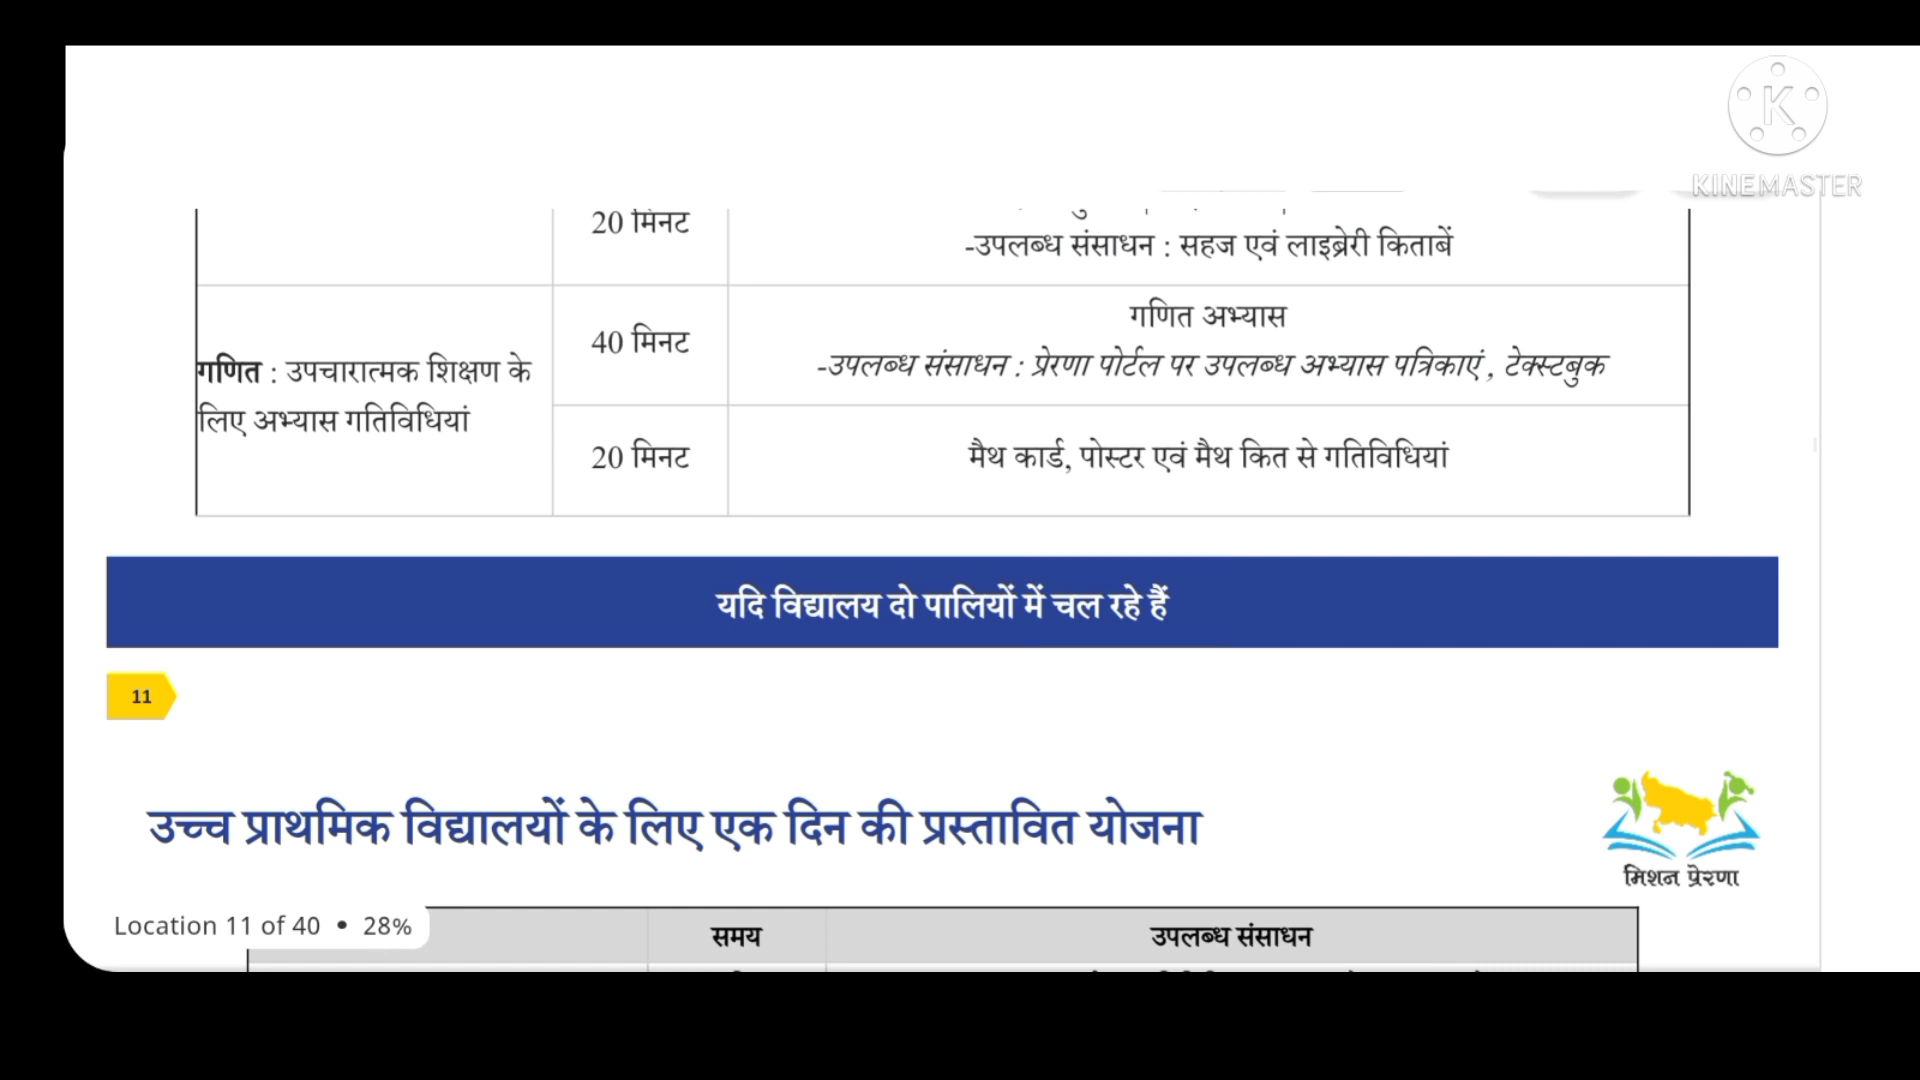 KINEMASTER
20 मिनट
-उपलब्ध संसाधन : सहज एवं लाइब्रेरी किताबें
गणित अभ्यास
40 मिनट
-उपलब्ध संसाधन : प्रेरणा पोर्टल पर उपलब्ध अभ्यास पत्रिकाएं , टेक्स्टबुक
गणित : उपचारात्मक शिक्षण के
लिए अभ्यास गतिविधियां
20 मिनट
मैथ कार्ड, पोस्टर एवं मैथ कित से गतिविधियां
यदि विद्यालय दो पालियों में चल रहे हैं
11
उच्च प्राथमिक विद्यालयों के लिए एक दिन की प्रस्तावित योजना
मिशन प्रेरणा
Location 11 of 40 • 28%
समय
उपलब्ध संसाधन